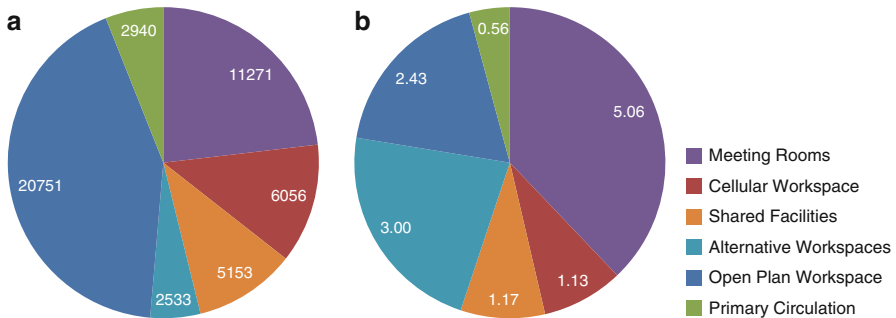 a
2940
11271
20751
6056
5153
2533
b
0.56
2.43
5.06
3.00
1.17
1.13
Meeting Rooms
Cellular Workspace
Shared Facilities
Alternative Workspaces
Open Plan Workspace
Primary Circulation